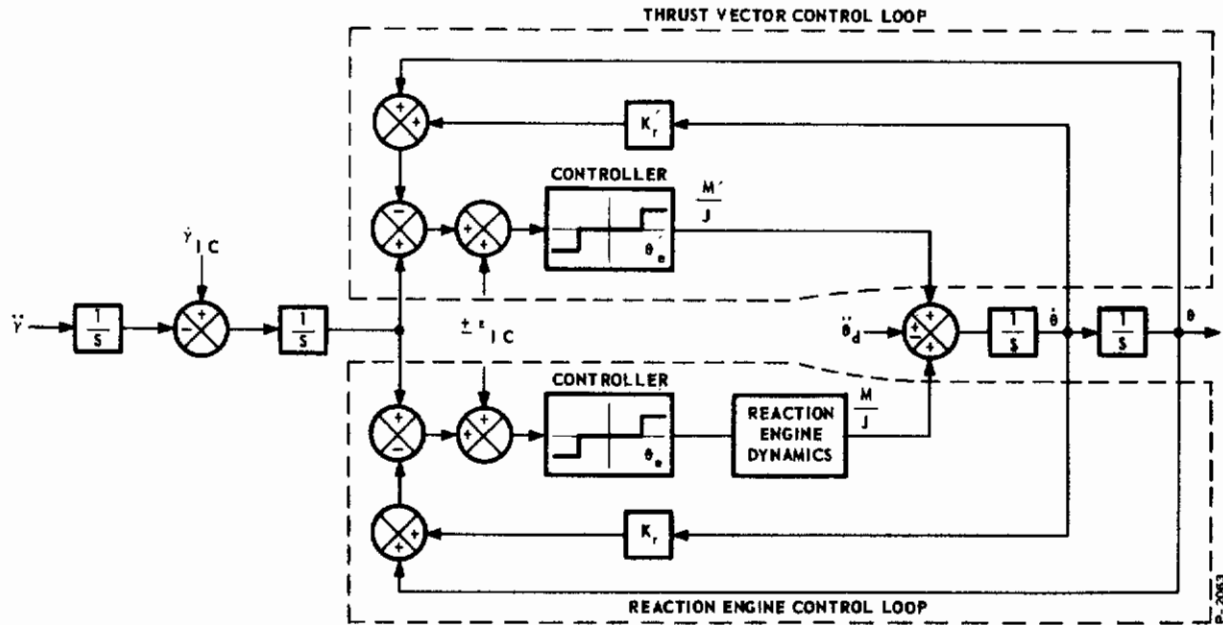 THRUST VECTOR CONTROL LOOP
+
+
K′r
CONTROLLER
M′
J
−
+
+
+
θ′e
γ̇ I C
γ̈
1
S
+
−
1
S
± ε I C
θ̈d
+
±
+
+
1
S
θ̇
1
S
θ
CONTROLLER
+
−
+
+
θe
REACTION
ENGINE
DYNAMICS
M
J
+
+
Kr
REACTION ENGINE CONTROL LOOP
R-2063